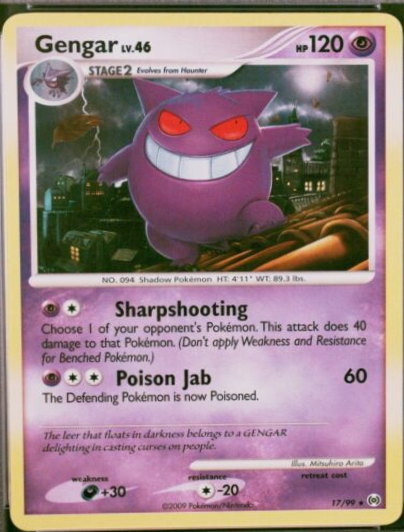 Gengar LV.46 HP120
STAGE2 Evolves from Haunter
NO. 094 Shadow Pokémon HT: 4'11" WT: 89.3 lbs.
Sharpshooting
Choose 1 of your opponent's Pokémon. This attack does 40
damage to that Pokémon. (Don't apply Weakness and Resistance
for Benched Pokémon.)
Poison Jab 60
The Defending Pokémon is now Poisoned.
The leer that floats in darkness belongs to a GENGAR
delighting in casting curses on people.
Illus. Mitsuhiro Arita
weakness resistance retreat cost
+30 -20
©2009 Pokémon/Nintendo 17/99